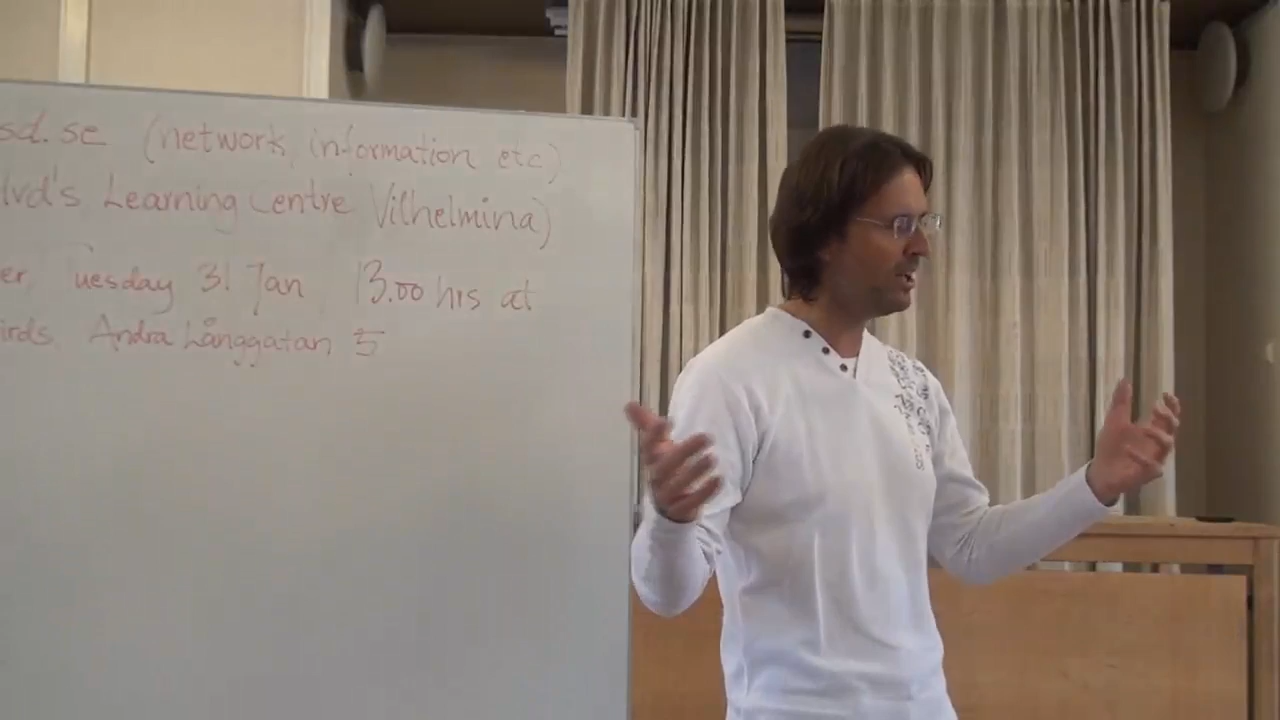 sd.se (network, information etc)
lvd's Learning Centre Vilhelmina)
er, Tuesday 31 Jan 13.00 hrs at
irds, Andra Långgatan 5